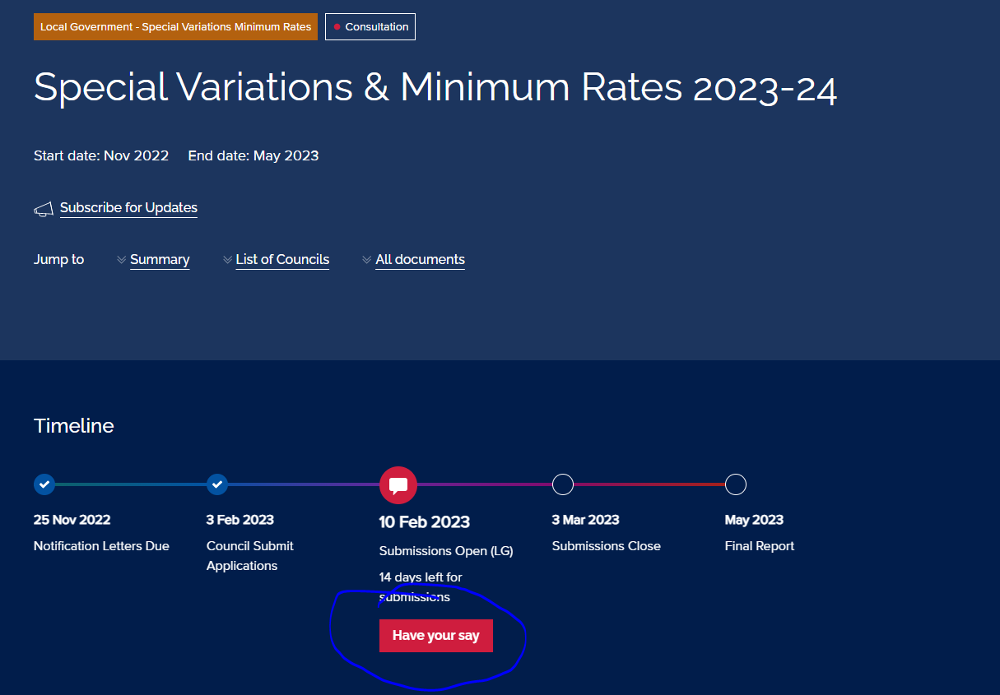 Local Government - Special Variations Minimum Rates
Consultation
Special Variations & Minimum Rates 2023-24
Start date: Nov 2022 End date: May 2023
Subscribe for Updates
Jump to Summary List of Councils All documents
Timeline
25 Nov 2022
Notification Letters Due
3 Feb 2023
Council Submit
Applications
10 Feb 2023
Submissions Open (LG)
14 days left for
submissions
Have your say
3 Mar 2023
Submissions Close
May 2023
Final Report